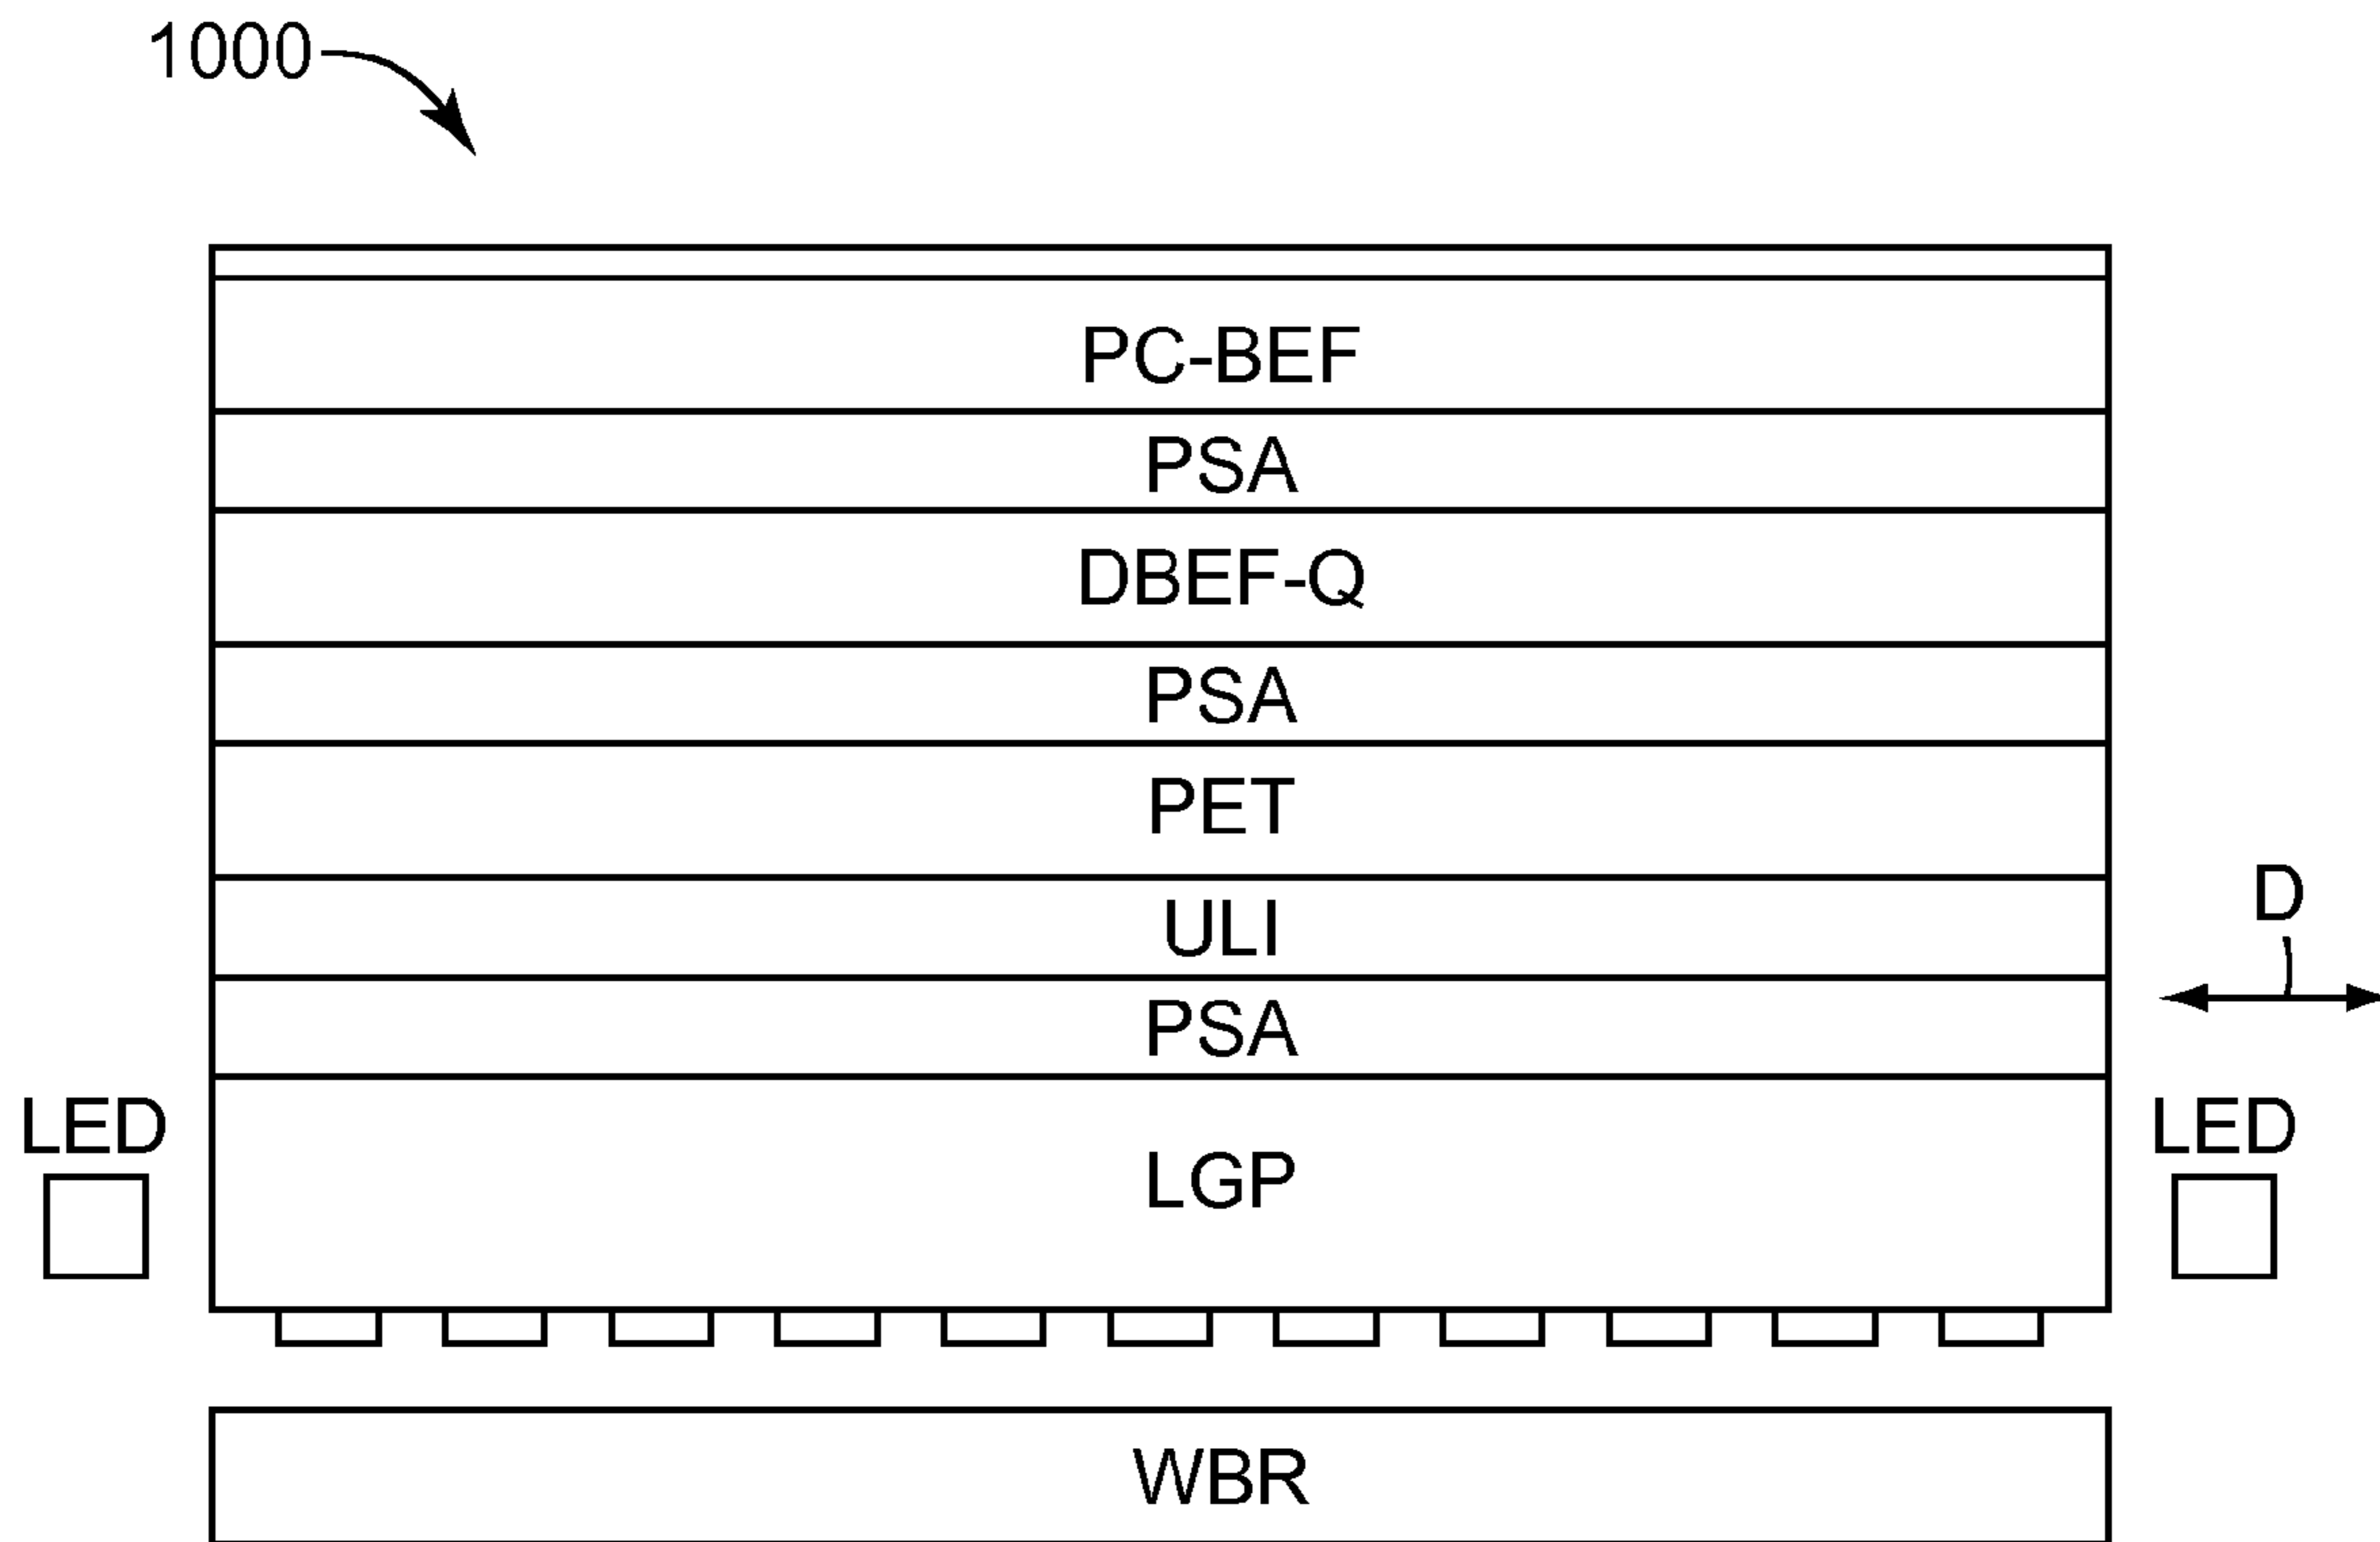 1000
PC-BEF
PSA
DBEF-Q
PSA
PET
ULI
D
PSA
LED
LED
LGP
WBR